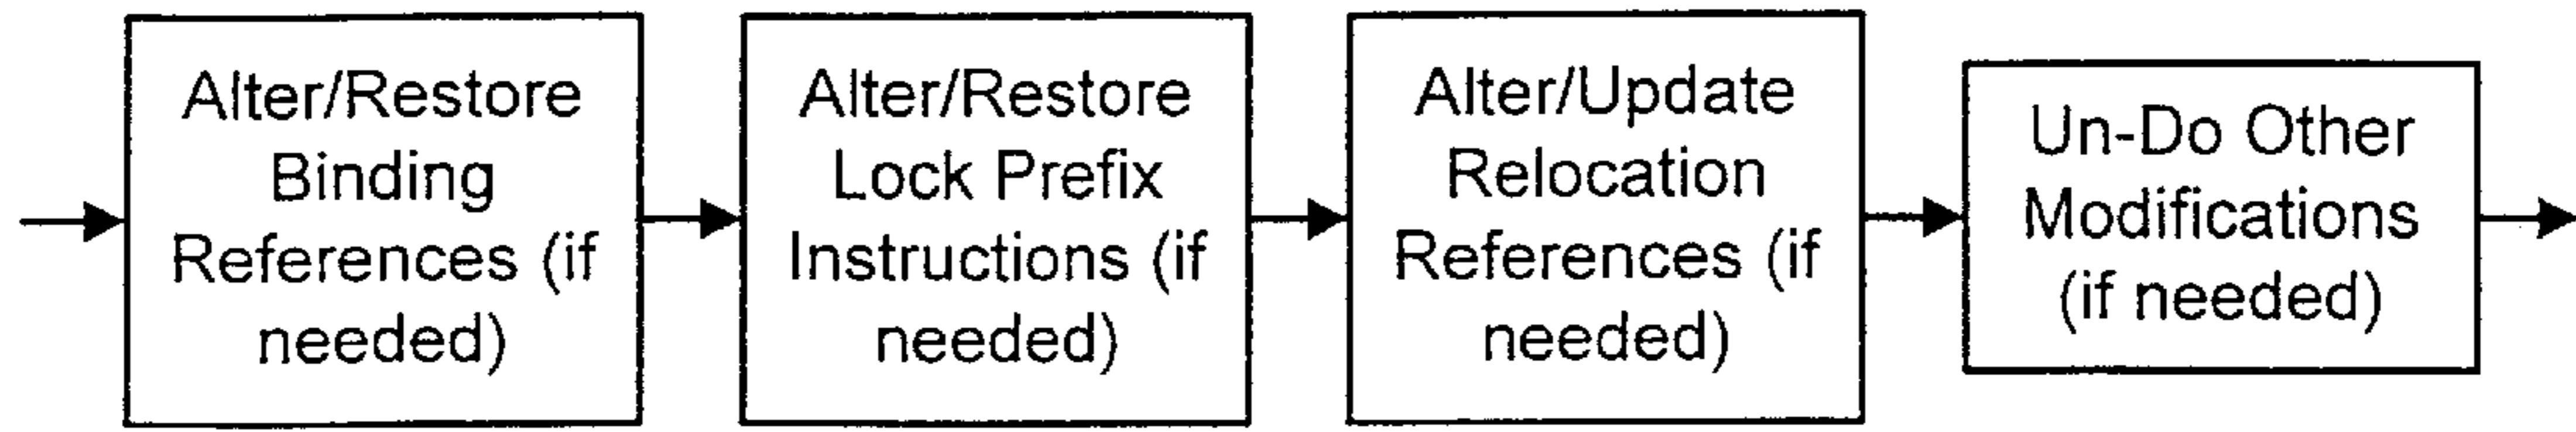 Alter/Restore
Binding
References (if
needed)
Alter/Restore
Lock Prefix
Instructions (if
needed)
Alter/Update
Relocation
References (if
needed)
Un-Do Other
Modifications
(if needed)